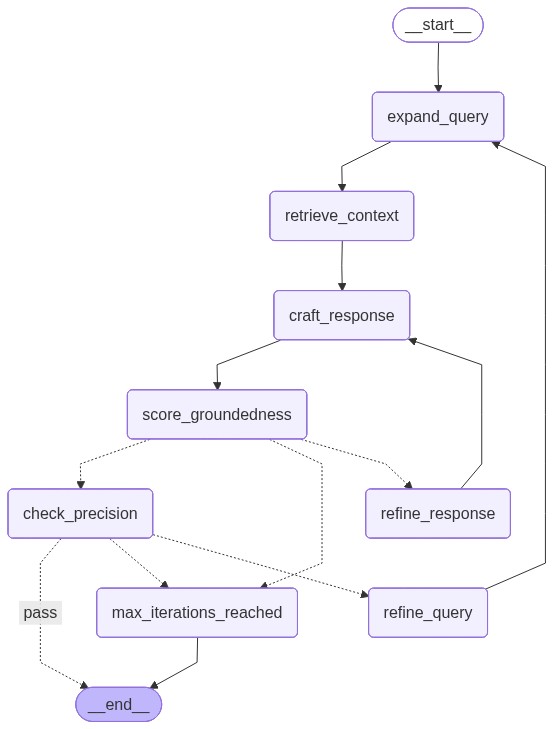 __start__
expand_query
retrieve_context
craft_response
score_groundedness
check_precision
refine_response
pass
max_iterations_reached
refine_query
__end__